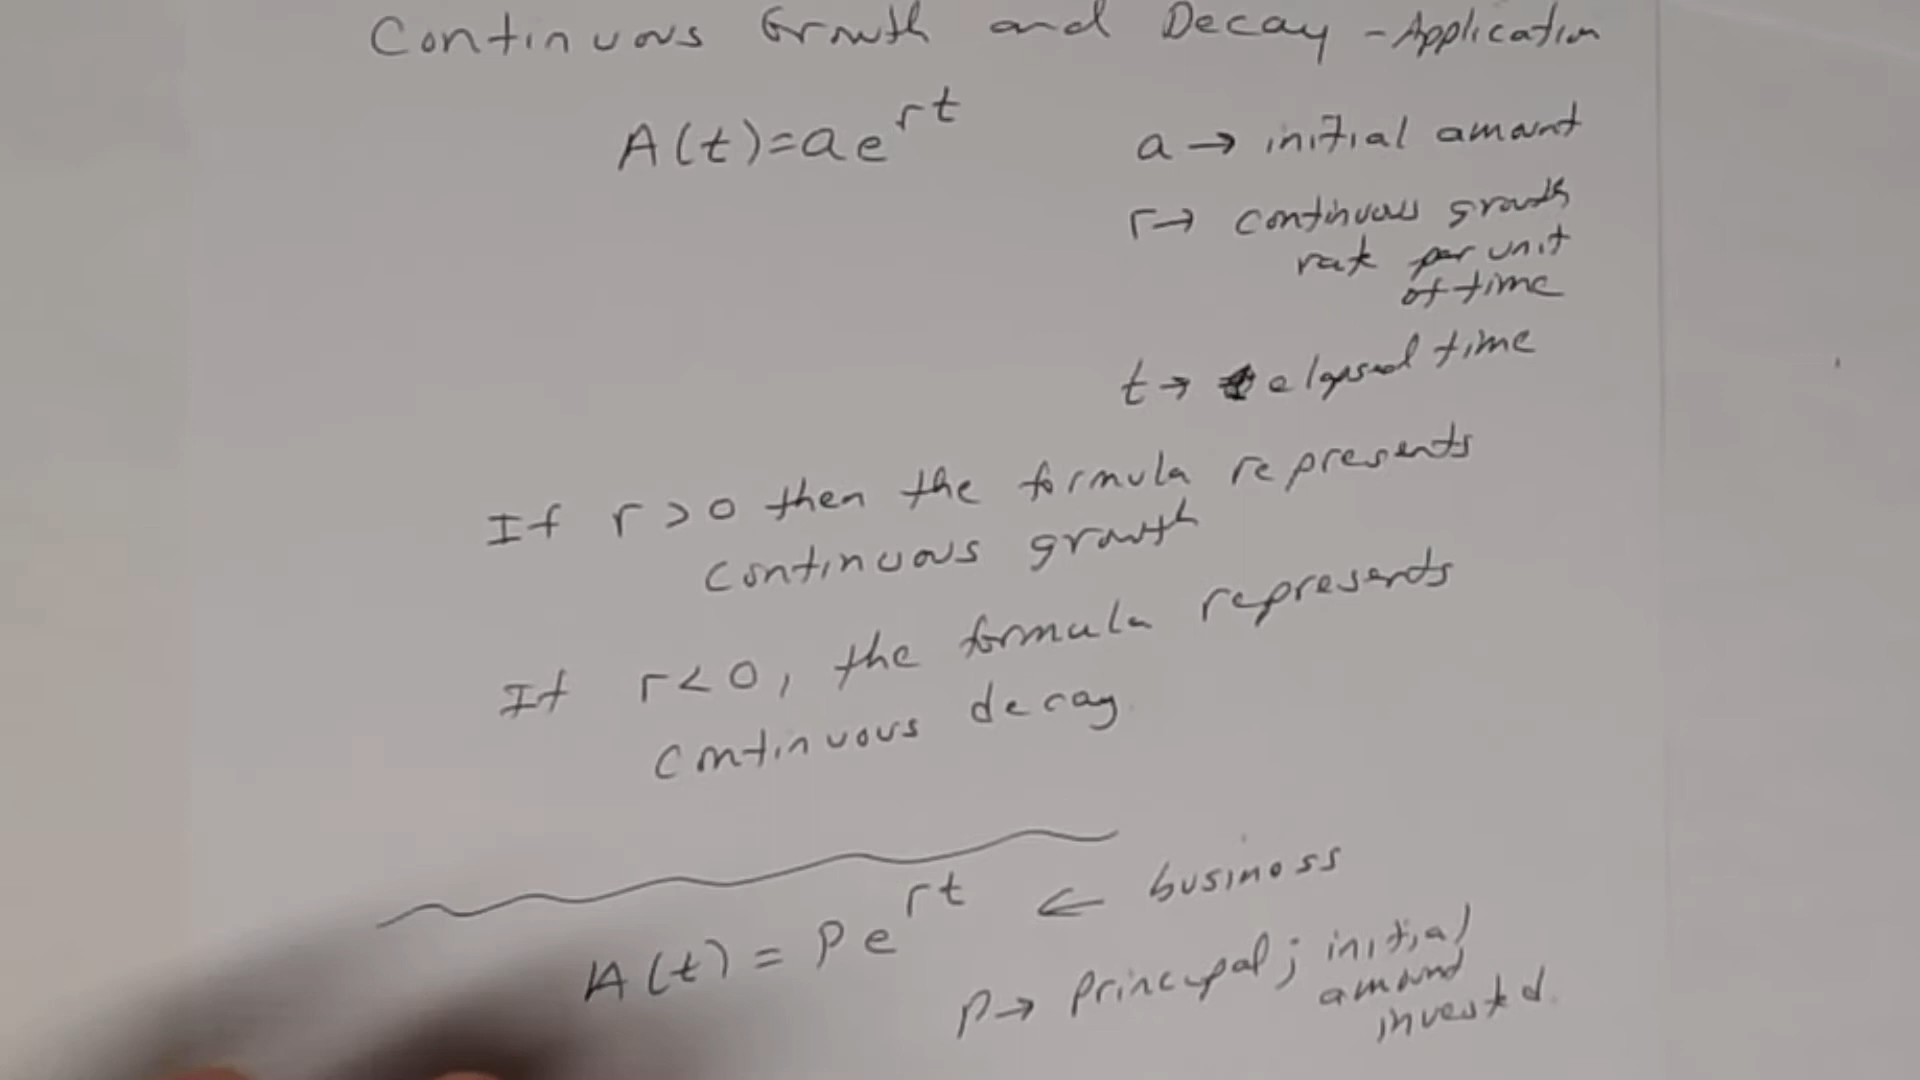 Continuous Growth and Decay - Application
A(t)=ae^rt
a → initial amount
r → continuous growth
rate per unit
of time
t → elapsed time
If r > 0 then the formula represents
continuous growth
If r < 0, the formula represents
continuous decay.
A(t) = Pe^rt ← business
P → Principal; initial
amount
invested.